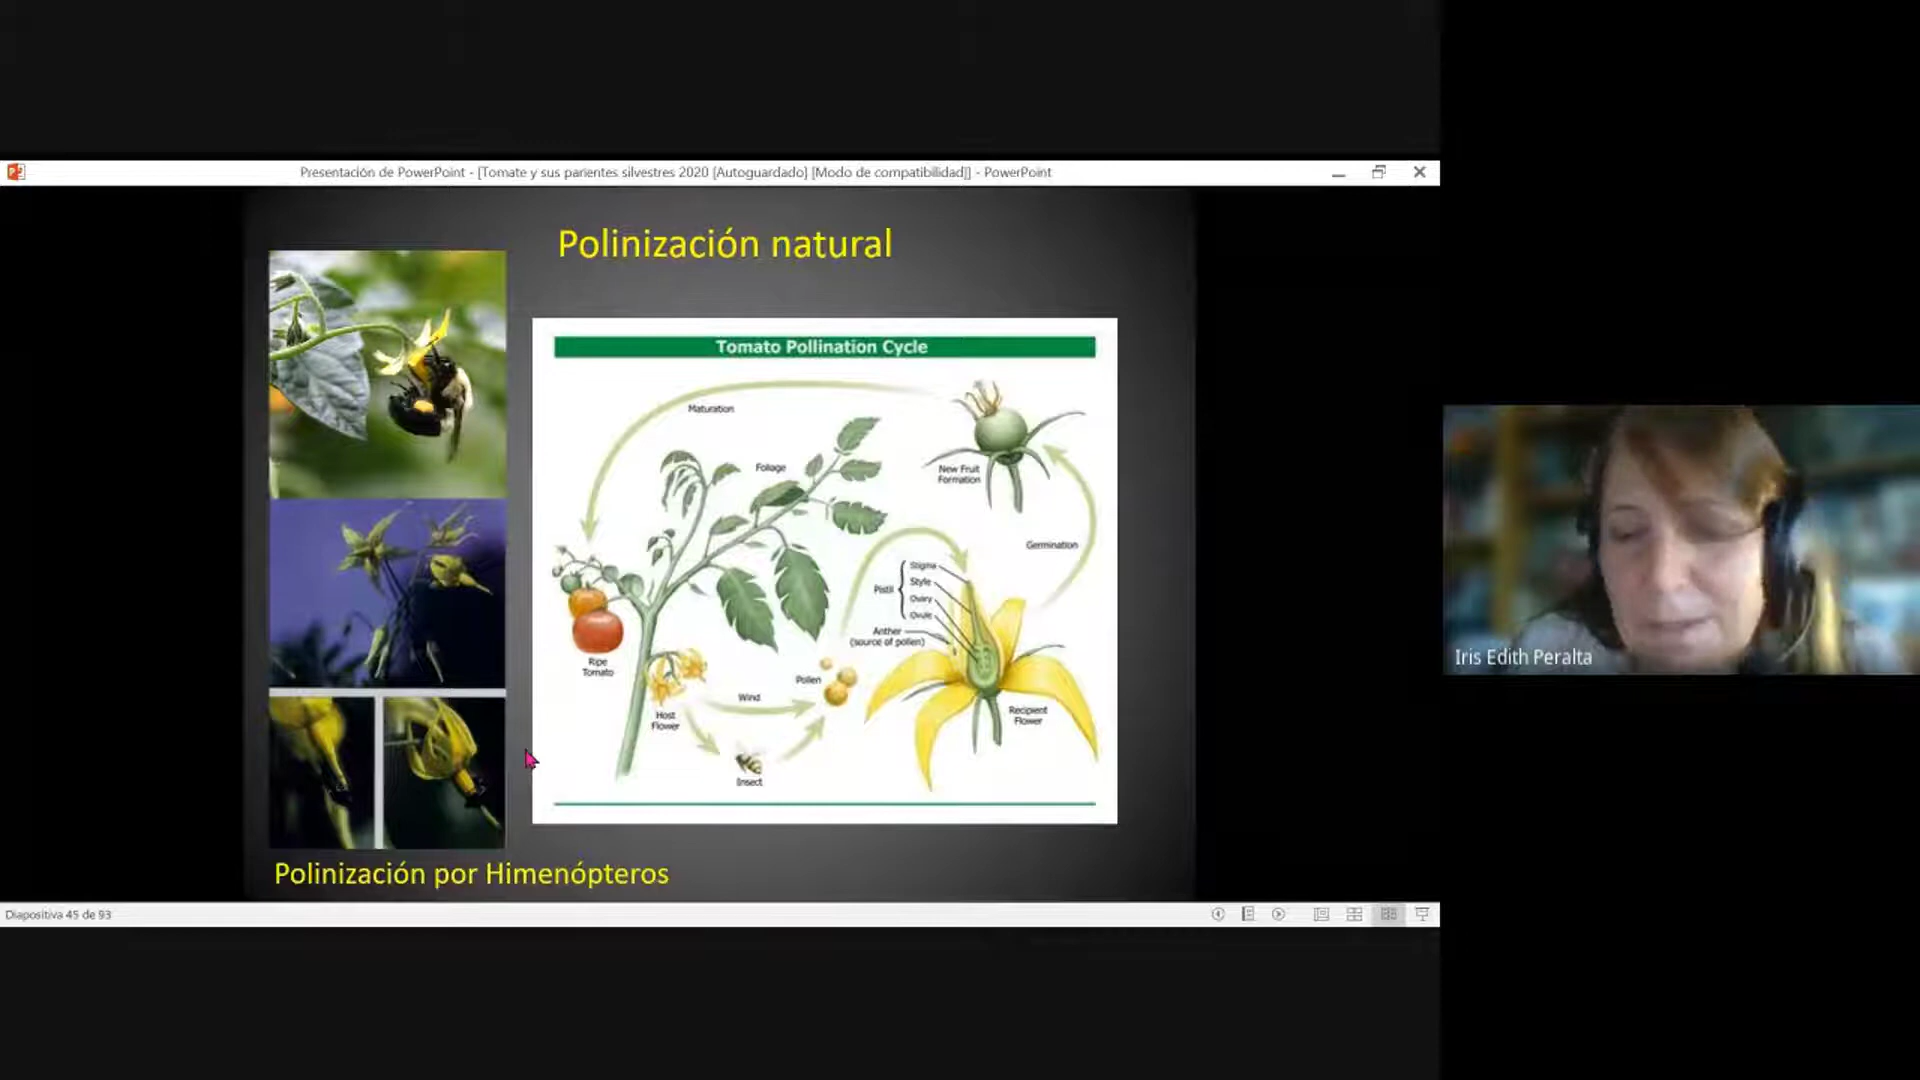 Presentación de PowerPoint - [Tomate y sus parientes silvestres 2020 [Autoguardado] [Modo de compatibilidad]] - PowerPoint
Polinización natural
Tomato Pollination Cycle
Maturation
Foliage
New Fruit
Formation
Germination
Stigma
Style
Pistil
Ovary
Ovule
Anther
(source of pollen)
Ripe
Tomato
Pollen
Wind
Host
Flower
Recipient
Flower
Insect
Iris Edith Peralta
Polinización por Himenópteros
Diapositiva 45 de 93